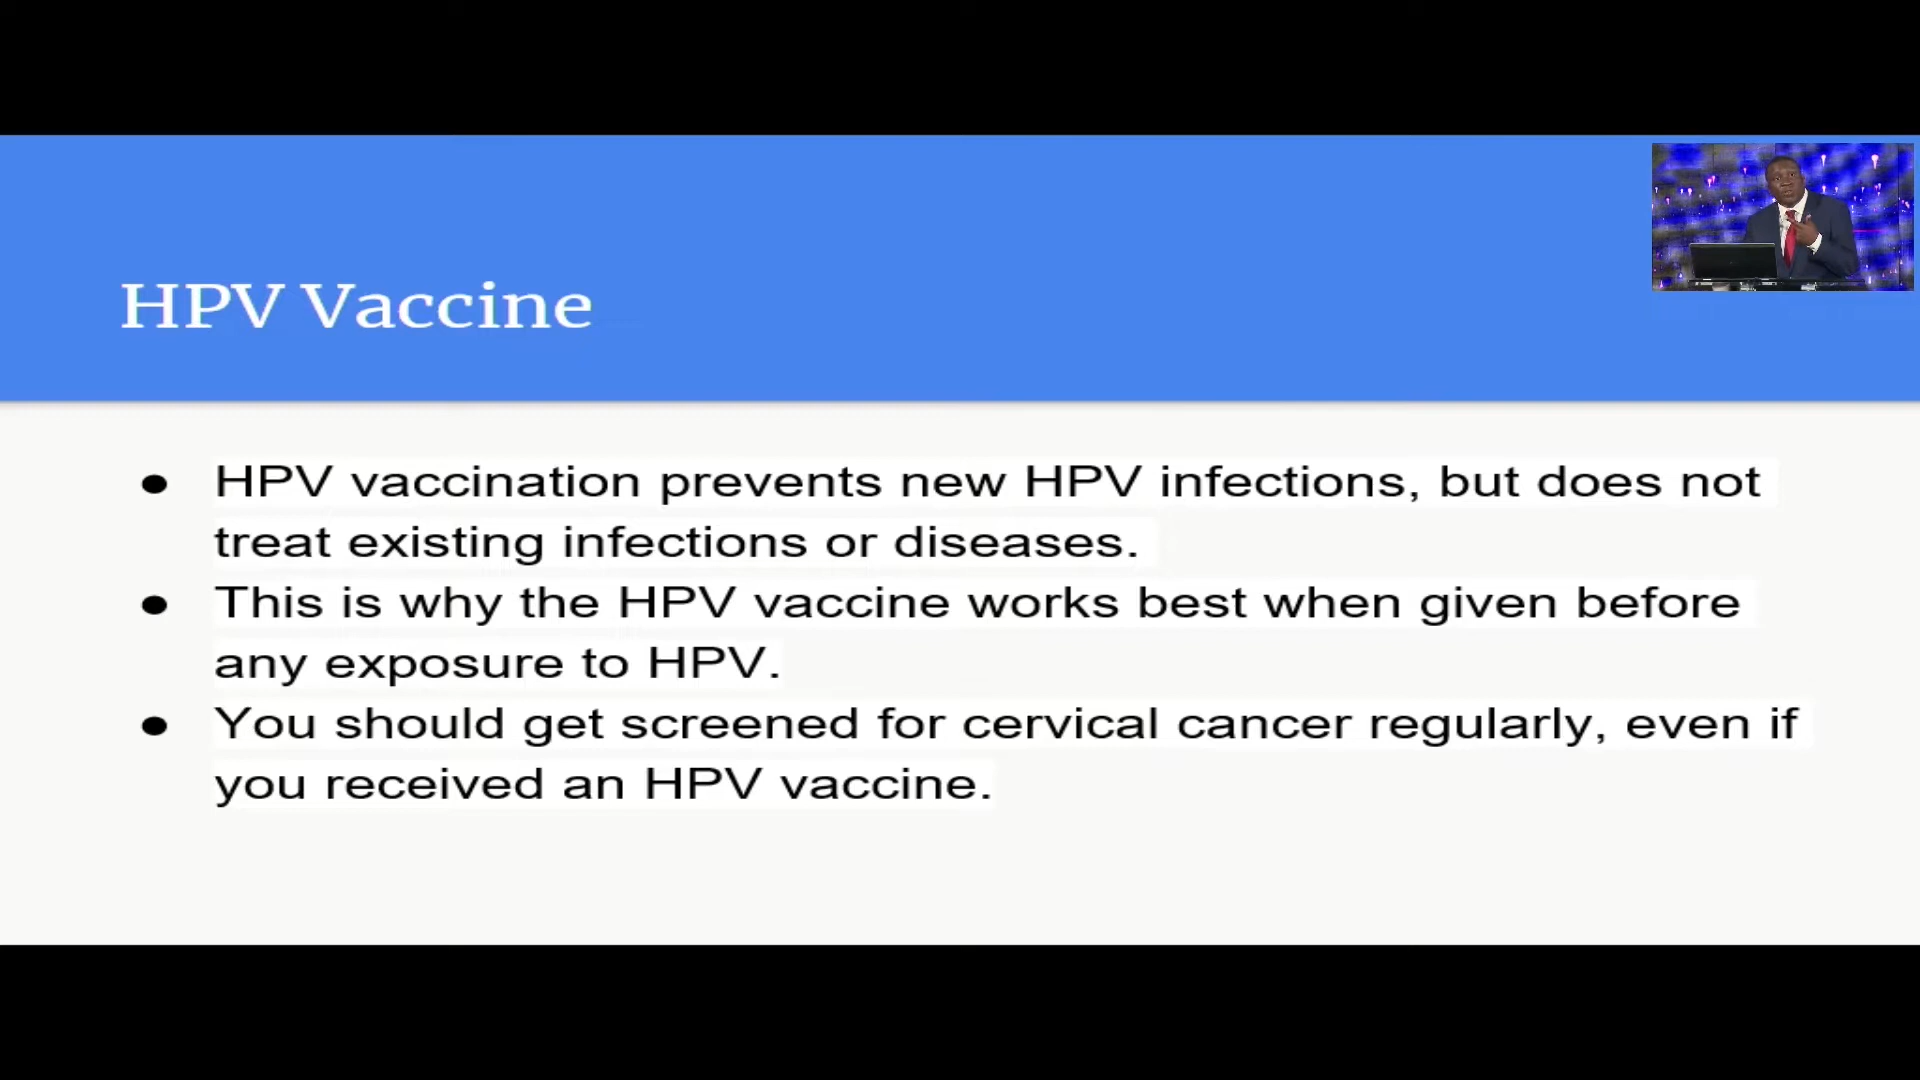 HPV Vaccine
● HPV vaccination prevents new HPV infections, but does not
treat existing infections or diseases.
● This is why the HPV vaccine works best when given before
any exposure to HPV.
● You should get screened for cervical cancer regularly, even if
you received an HPV vaccine.